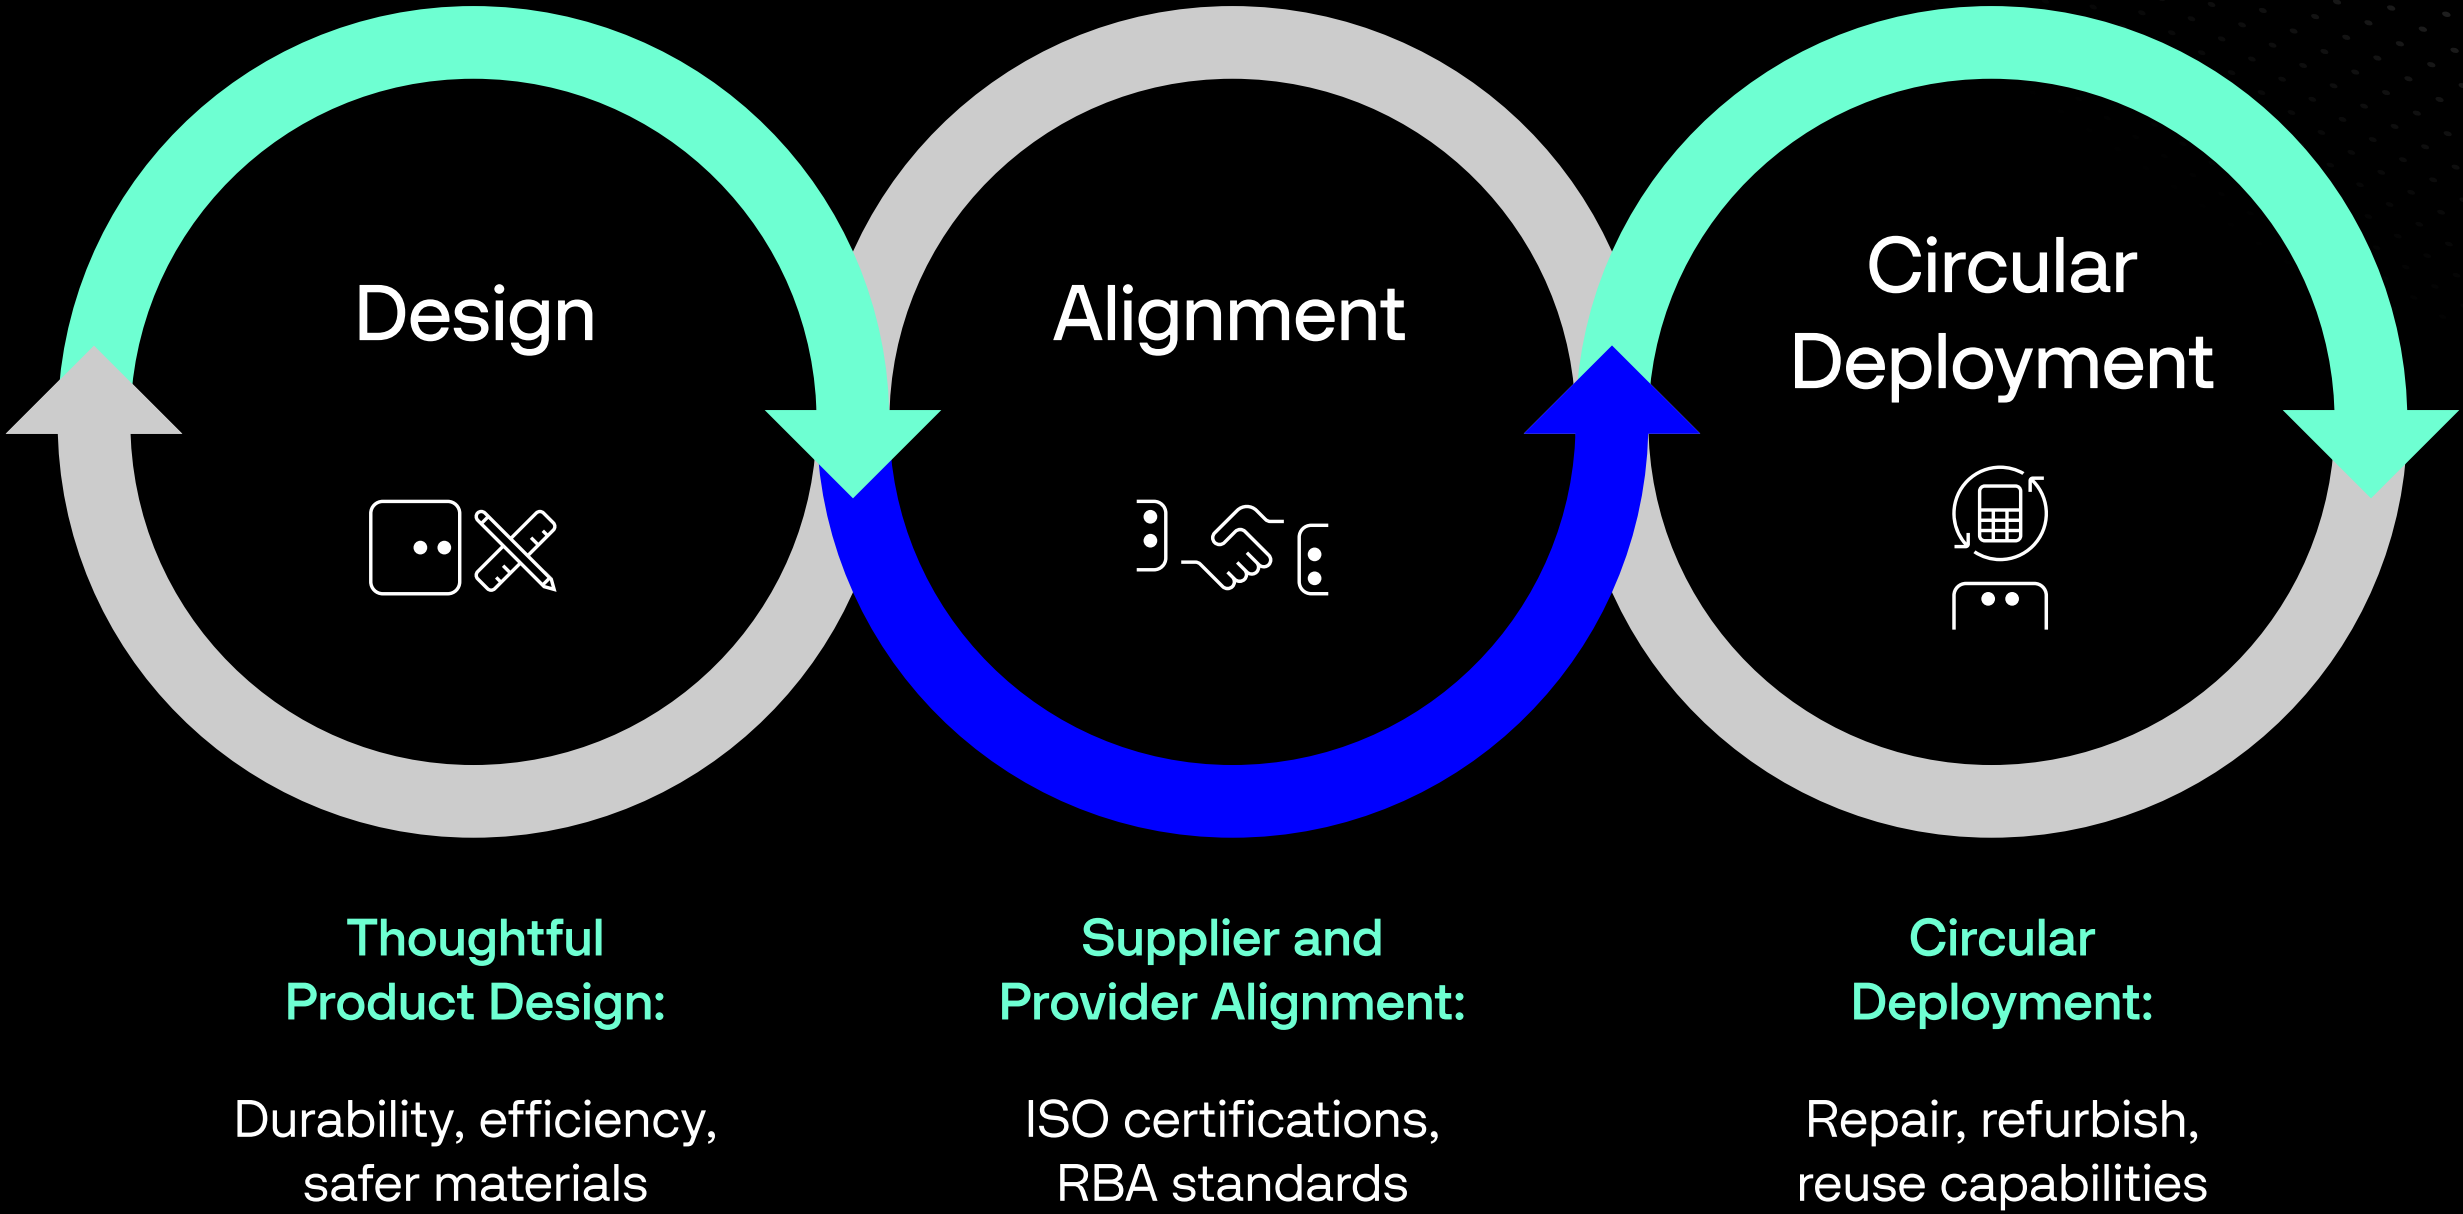 Design
Alignment
Circular
Deployment
Thoughtful
Product Design:
Durability, efficiency,
safer materials
Supplier and
Provider Alignment:
ISO certifications,
RBA standards
Circular
Deployment:
Repair, refurbish,
reuse capabilities